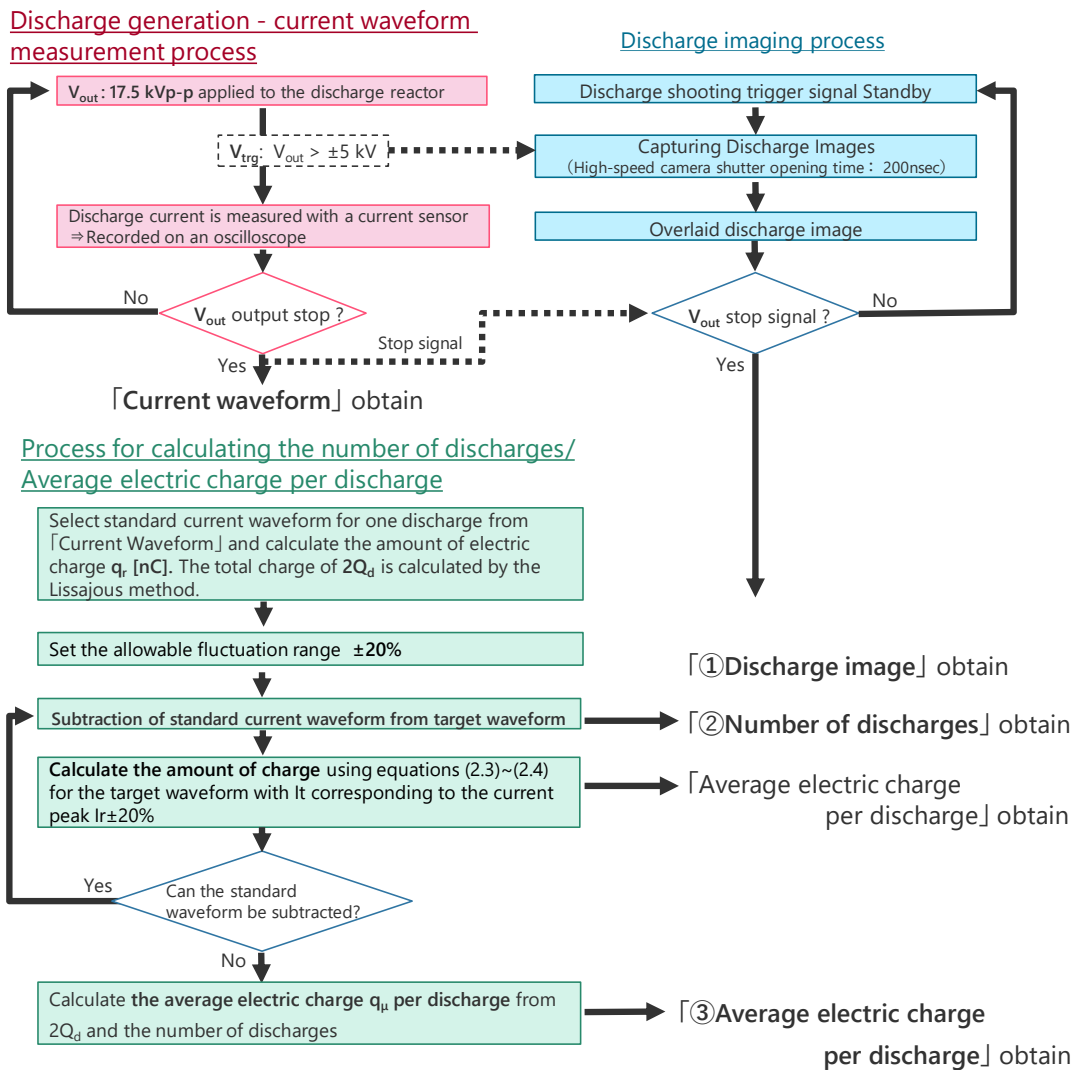 Discharge generation - current waveform
measurement process
V_out : 17.5 kVp-p applied to the discharge reactor
V_trg: V_out > ±5 kV
Discharge current is measured with a current sensor
⇒Recorded on an oscilloscope
No
V_out output stop ?
Yes
Stop signal
「Current waveform」 obtain
Discharge imaging process
Discharge shooting trigger signal Standby
Capturing Discharge Images
(High-speed camera shutter opening time : 200nsec)
Overlaid discharge image
V_out stop signal ?
No
Yes
「①Discharge image」 obtain
Process for calculating the number of discharges/
Average electric charge per discharge
Select standard current waveform for one discharge from
「Current Waveform」 and calculate the amount of electric
charge q_r [nC]. The total charge of 2Q_d is calculated by the
Lissajous method.
Set the allowable fluctuation range ±20%
Subtraction of standard current waveform from target waveform
「②Number of discharges」 obtain
Calculate the amount of charge using equations (2.3)~(2.4)
for the target waveform with It corresponding to the current
peak Ir±20%
「Average electric charge
per discharge」 obtain
Yes
Can the standard
waveform be subtracted?
No
Calculate the average electric charge q_μ per discharge from
2Q_d and the number of discharges
「③Average electric charge
per discharge」 obtain